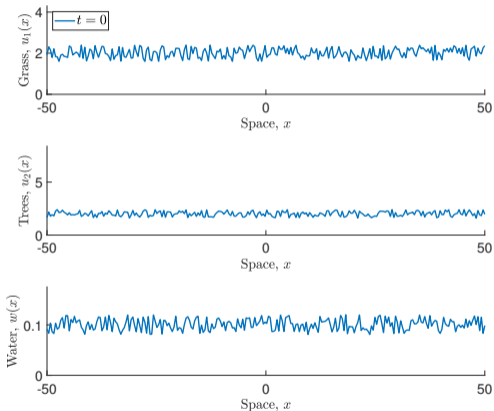 4
t = 0
2
0
Grass, u₁(x)
-50
0
50
Space, x
5
0
Trees, u₂(x)
-50
0
50
Space, x
0.1
0
Water, w(x)
-50
0
50
Space, x